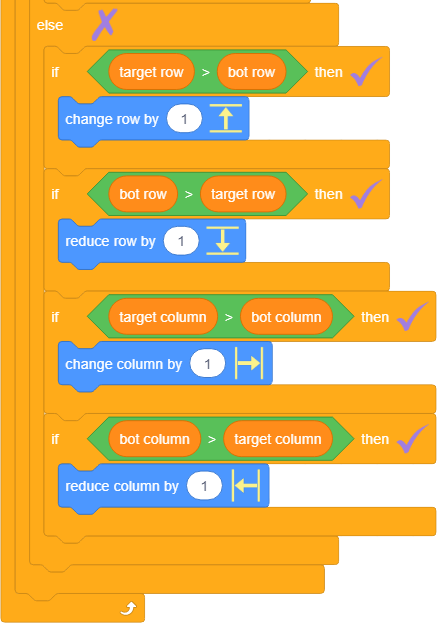 else
if target row > bot row then
change row by 1
if bot row > target row then
reduce row by 1
if target column > bot column then
change column by 1
if bot column > target column then
reduce column by 1